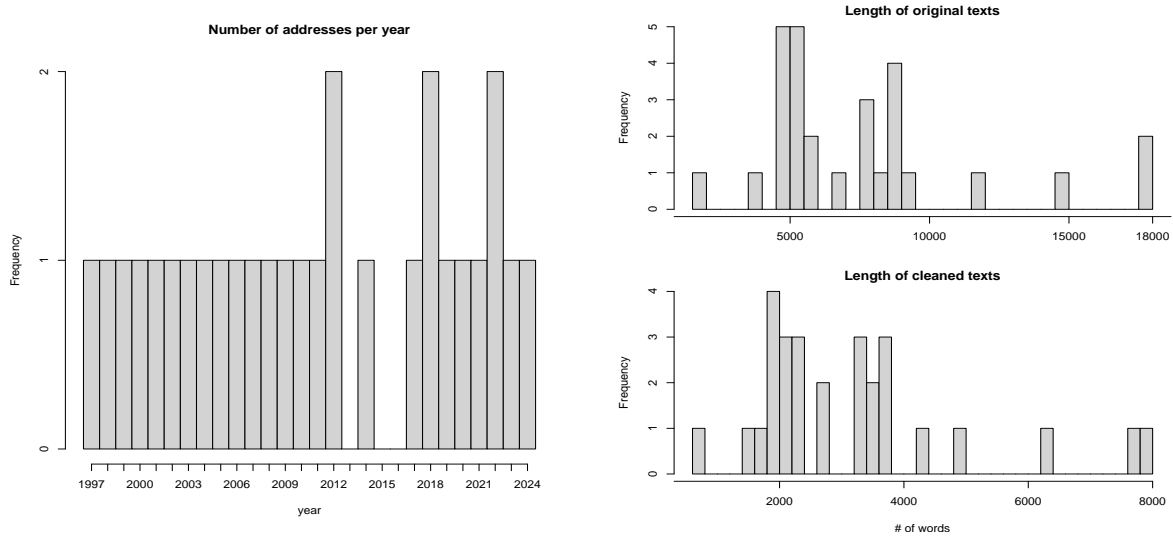 Number of addresses per year
Frequency
2
1
0
1997 2000 2003 2006 2009 2012 2015 2018 2021 2024
year
Length of original texts
Frequency
5
4
3
2
1
0
5000 10000 15000 18000
Length of cleaned texts
Frequency
4
3
2
1
0
2000 4000 6000 8000
# of words